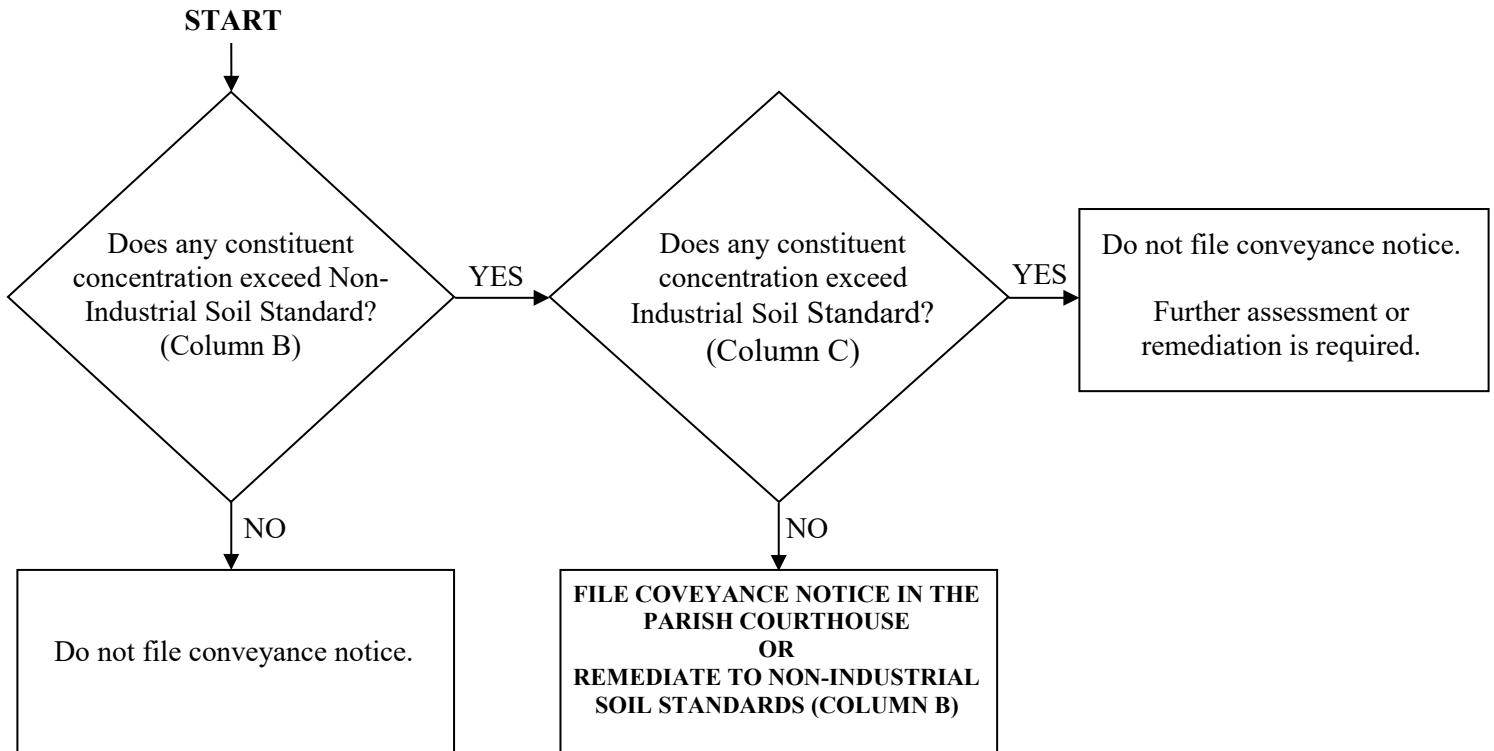 START
Does any constituent
concentration exceed Non-
Industrial Soil Standard?
(Column B)
YES
Does any constituent
concentration exceed
Industrial Soil Standard?
(Column C)
YES
Do not file conveyance notice.
Further assessment or
remediation is required.
NO
NO
Do not file conveyance notice.
FILE COVEYANCE NOTICE IN THE
PARISH COURTHOUSE
OR
REMEDIATE TO NON-INDUSTRIAL
SOIL STANDARDS (COLUMN B)